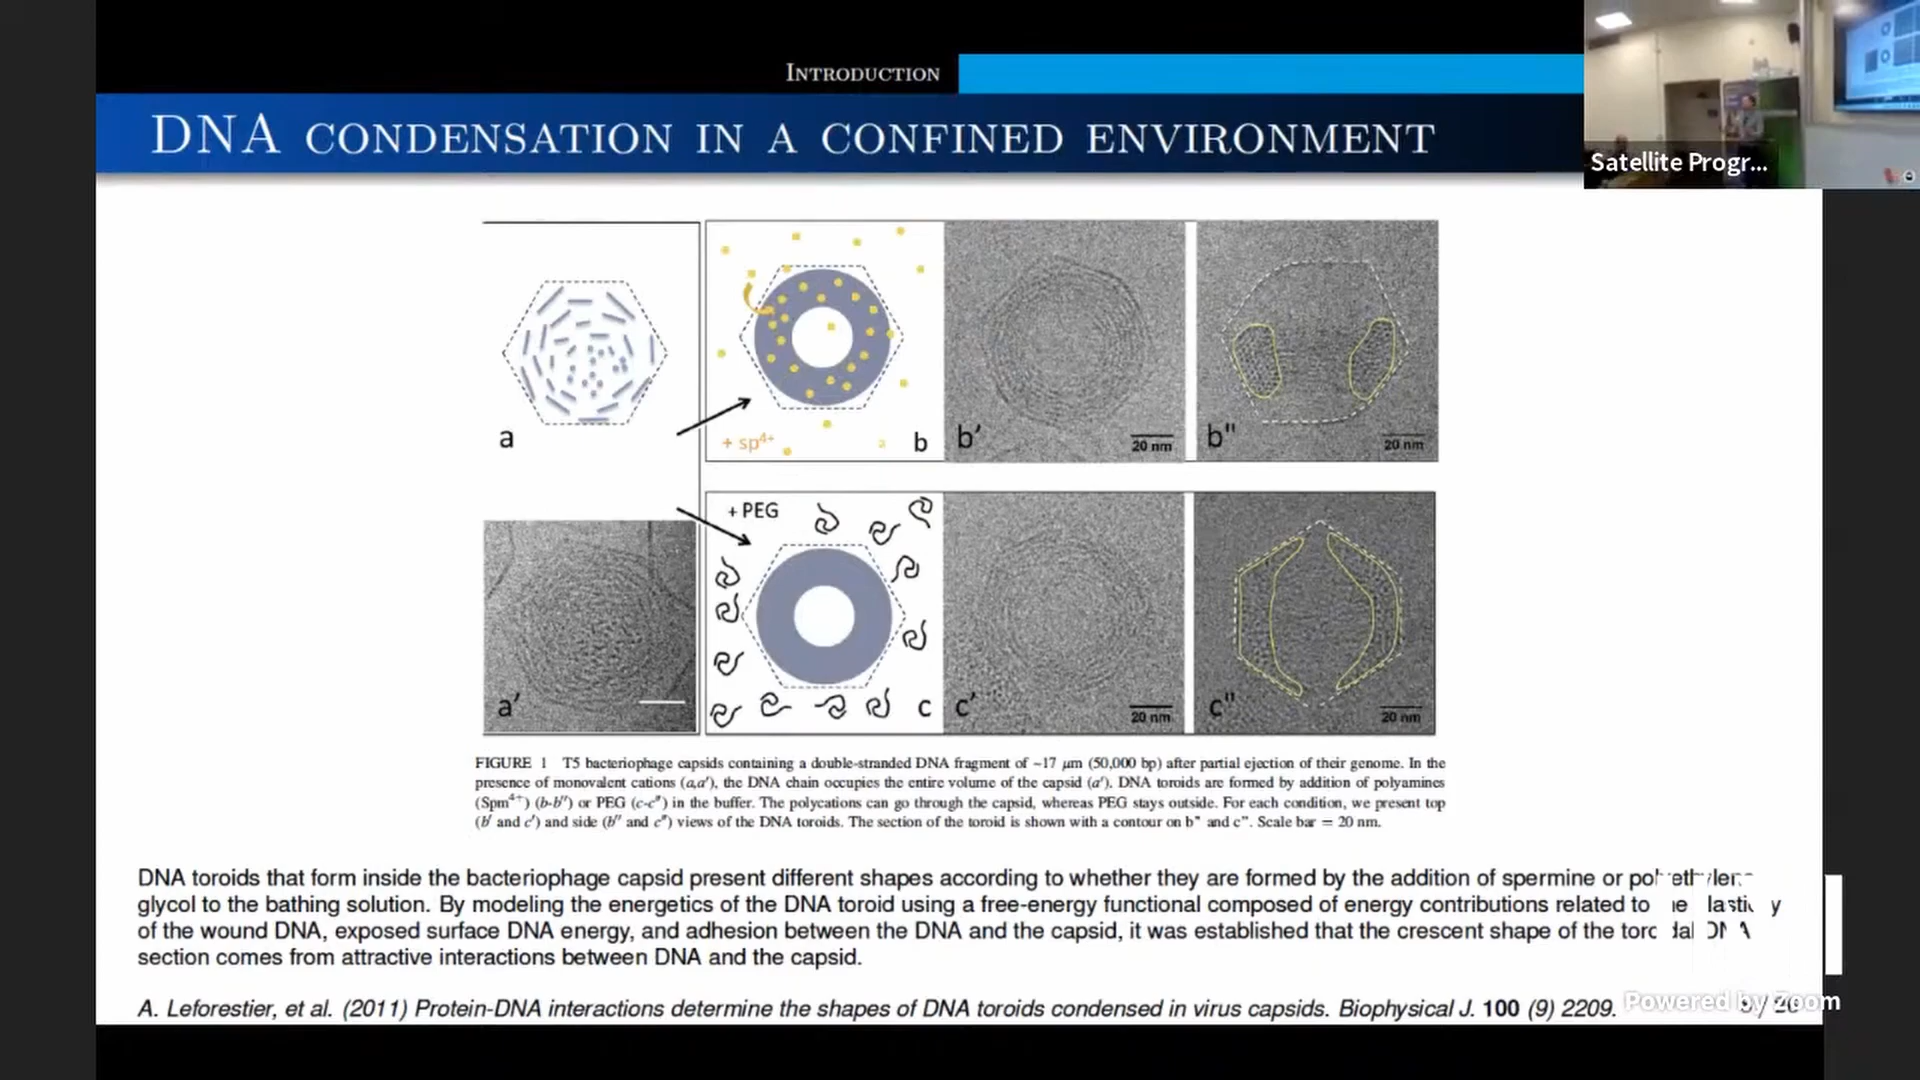 INTRODUCTION
DNA CONDENSATION IN A CONFINED ENVIRONMENT
Satellite Progr...
a
+ sp4+
b
b′
20 nm
b″
20 nm
a′
+ PEG
c
c′
20 nm
c″
20 nm
FIGURE 1 T5 bacteriophage capsids containing a double-stranded DNA fragment of ~17 μm (50,000 bp) after partial ejection of their genome. In the
presence of monovalent cations (a,a′), the DNA chain occupies the entire volume of the capsid (a′). DNA toroids are formed by addition of polyamines
(Spm4+) (b-b″) or PEG (c-c″) in the buffer. The polycations can go through the capsid, whereas PEG stays outside. For each condition, we present top
(b′ and c′) and side (b″ and c″) views of the DNA toroids. The section of the toroid is shown with a contour on b″ and c″. Scale bar = 20 nm.
DNA toroids that form inside the bacteriophage capsid present different shapes according to whether they are formed by the addition of spermine or
glycol to the bathing solution. By modeling the energetics of the DNA toroid using a free-energy functional composed of energy contributions related to
of the wound DNA, exposed surface DNA energy, and adhesion between the DNA and the capsid, it was established that the crescent shape of the
section comes from attractive interactions between DNA and the capsid.
A. Leforestier, et al. (2011) Protein-DNA interactions determine the shapes of DNA toroids condensed in virus capsids. Biophysical J. 100 (9) 2209.
Powered by Zoom